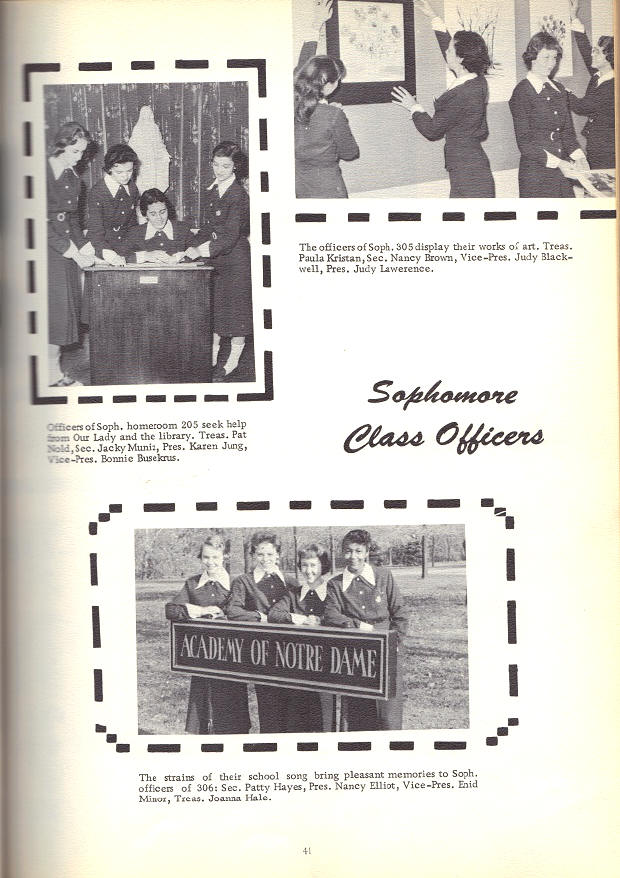 The officers of Soph. 305 display their works of art. Treas.
Paula Kristan, Sec. Nancy Brown, Vice-Pres. Judy Black-
well, Pres. Judy Lawerence.
Sophomore
Class Officers
Officers of Soph. homeroom 205 seek help
from Our Lady and the library. Treas. Pat
Nold, Sec. Jacky Muniz, Pres. Karen Jung,
Vice-Pres. Bonnie Busekrus.
ACADEMY OF NOTRE DAME
The strains of their school song bring pleasant memories to Soph.
officers of 306: Sec. Patty Hayes, Pres. Nancy Elliot, Vice-Pres. Enid
Minor, Treas. Joanna Hale.
41